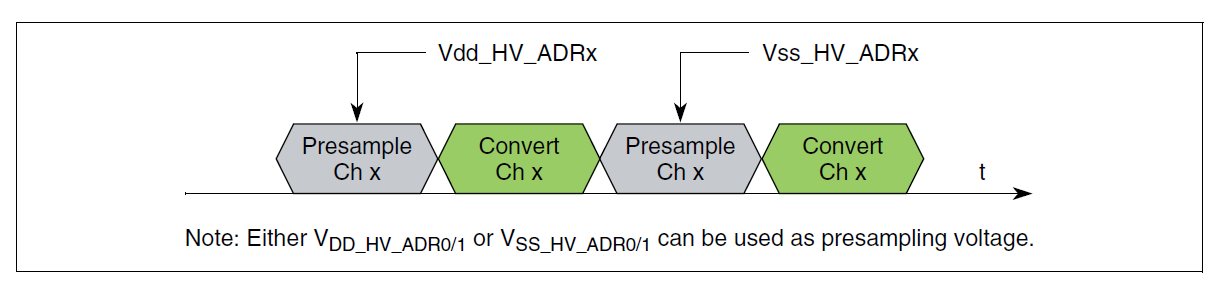 Vdd_HV_ADRx Vss_HV_ADRx
Presample Convert Presample Convert
Ch x Ch x Ch x Ch x t
Note: Either VDD_HV_ADR0/1 or VSS_HV_ADR0/1 can be used as presampling voltage.